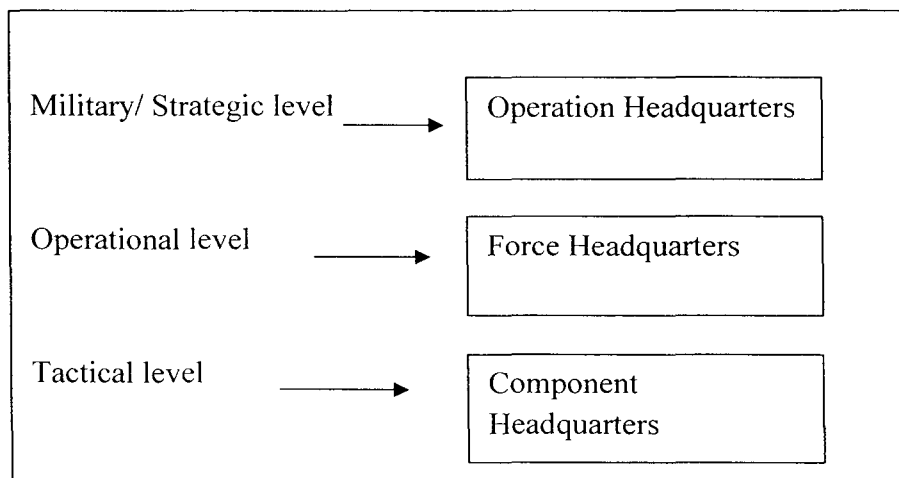 Military/ Strategic level
Operation Headquarters
Operational level
Force Headquarters
Tactical level
Component
Headquarters